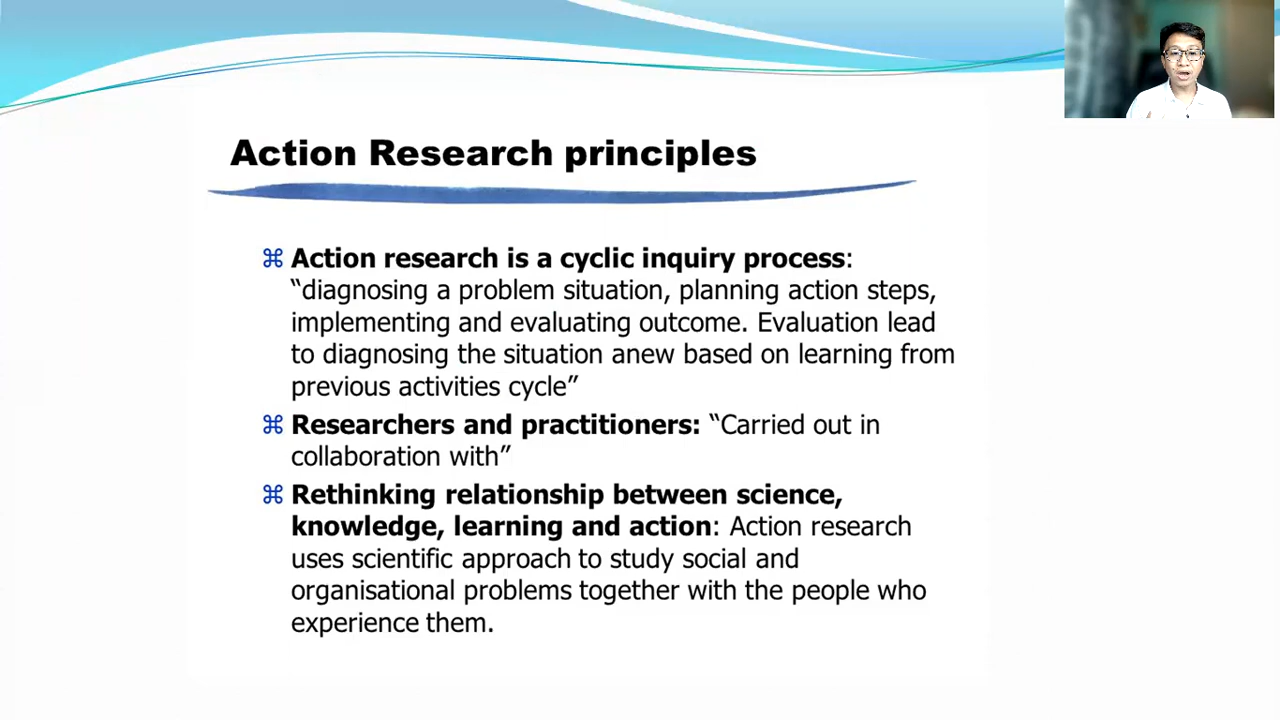 Action Research principles
⌘ Action research is a cyclic inquiry process:
“diagnosing a problem situation, planning action steps,
implementing and evaluating outcome. Evaluation lead
to diagnosing the situation anew based on learning from
previous activities cycle”
⌘ Researchers and practitioners: “Carried out in
collaboration with”
⌘ Rethinking relationship between science,
knowledge, learning and action: Action research
uses scientific approach to study social and
organisational problems together with the people who
experience them.